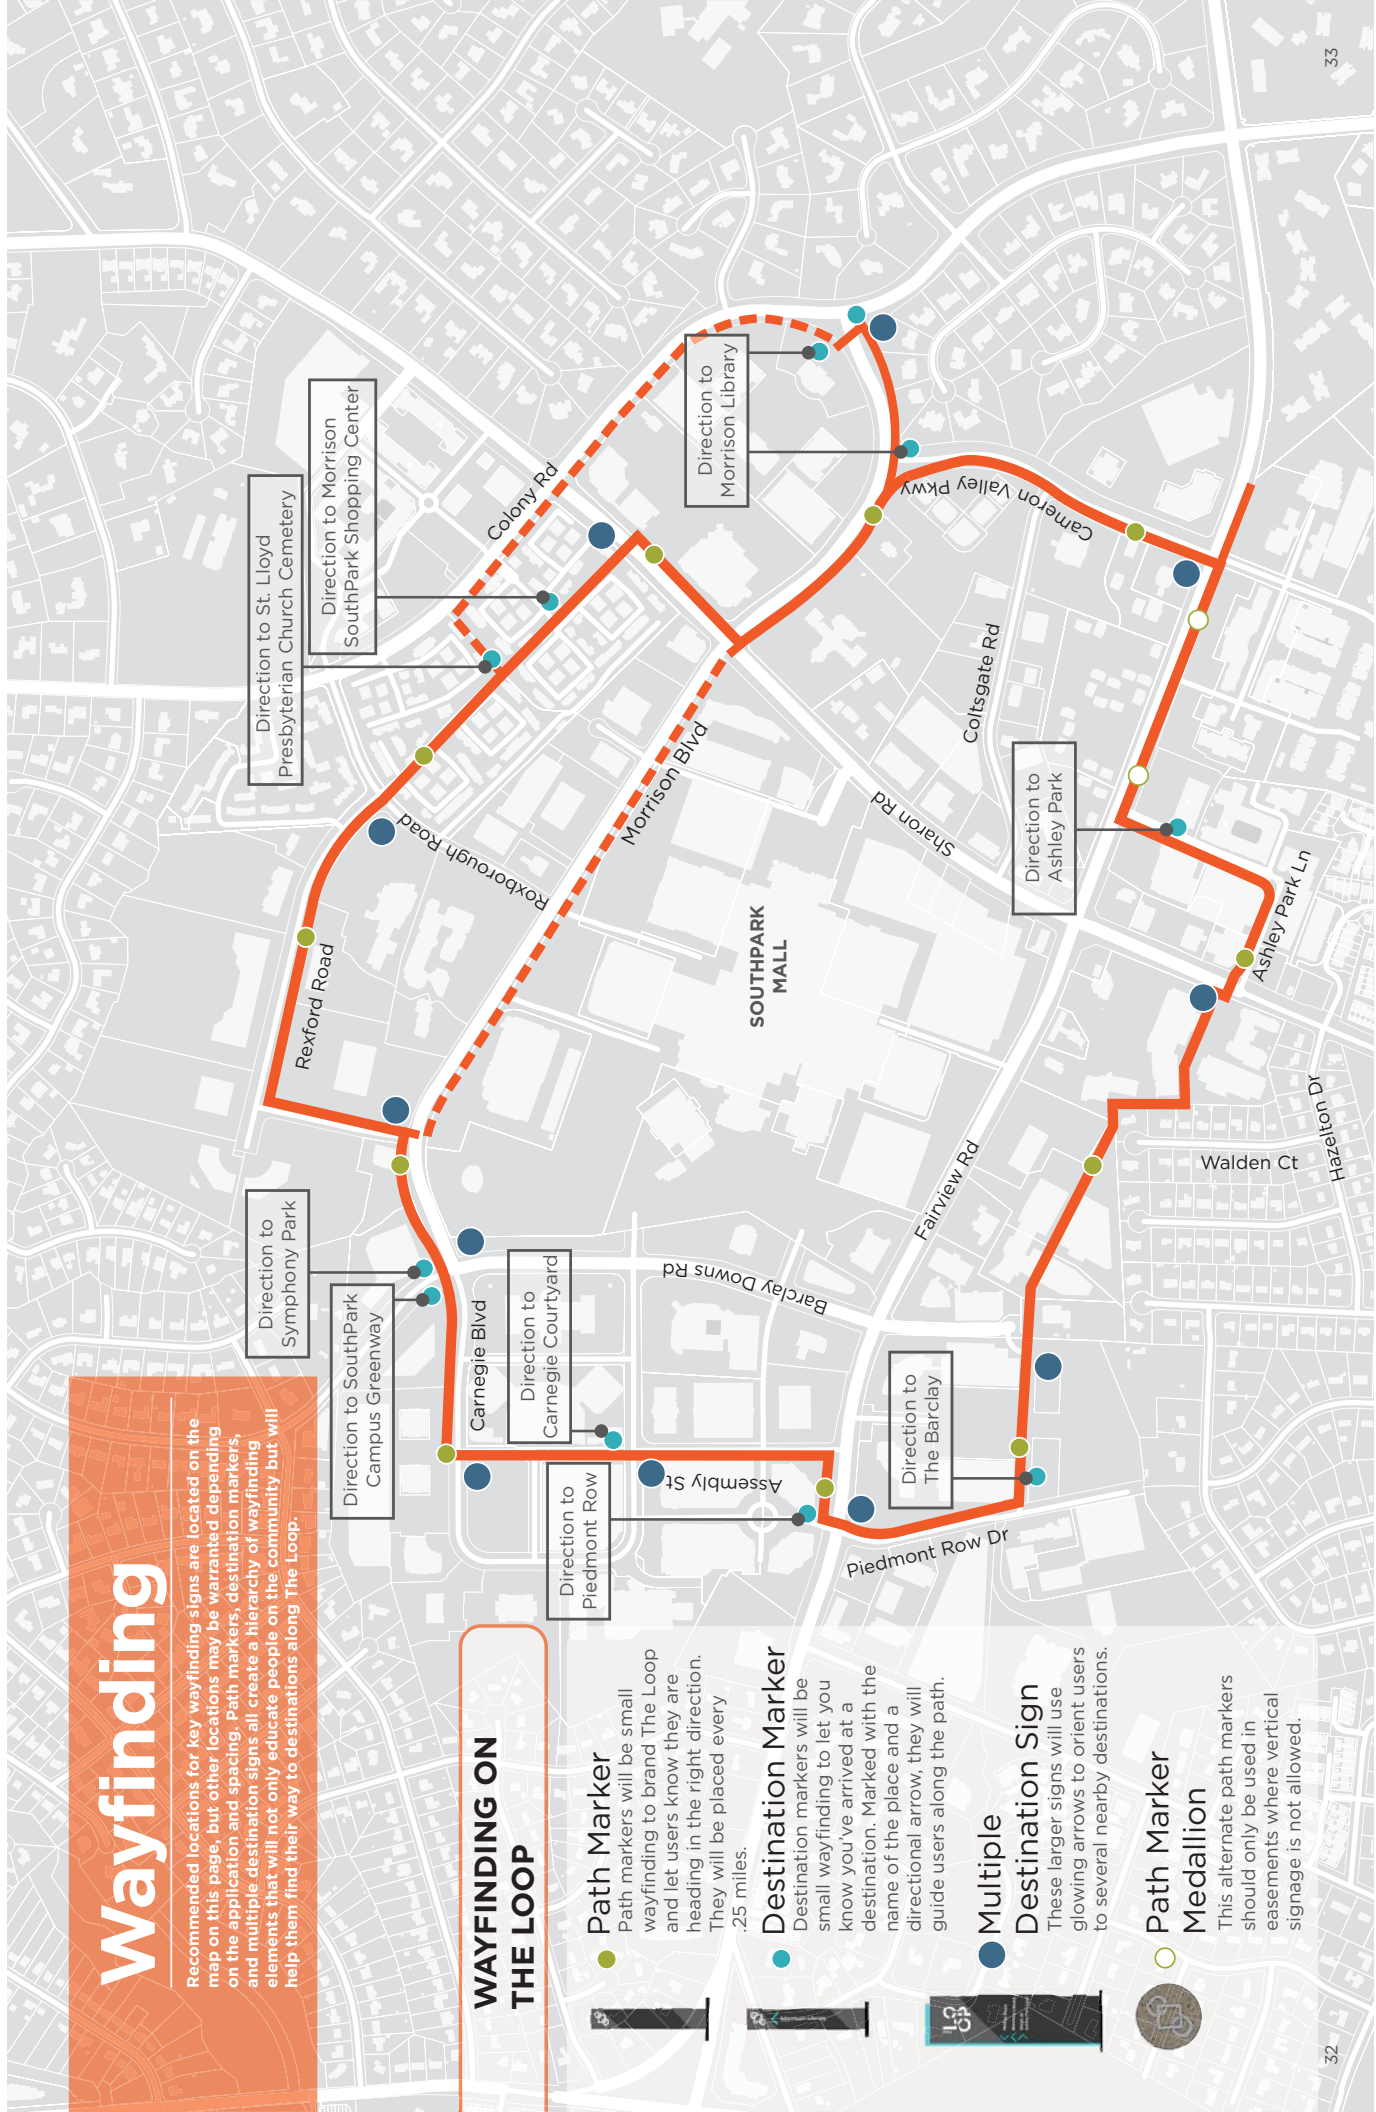 Wayfinding
Recommended locations for key wayfinding signs are located on the
map on this page, but other locations may be warranted depending
on the application and spacing. Path markers, destination markers,
and multiple destination signs all create a hierarchy of wayfinding
elements that will not only educate people on the community but will
help them find their way to destinations along The Loop.
WAYFINDING ON
THE LOOP
Path Marker
Path markers will be small
wayfinding to brand The Loop
and let users know they are
heading in the right direction.
They will be placed every
.25 miles.
Destination Marker
Destination markers will be
small wayfinding to let you
know you've arrived at a
destination. Marked with the
name of the place and a
directional arrow, they will
guide users along the path.
Multiple
Destination Sign
These larger signs will use
glowing arrows to orient users
to several nearby destinations.
Path Marker
Medallion
This alternate path markers
should only be used in
easements where vertical
signage is not allowed.
LOOP
Direction to
Symphony Park
Direction to SouthPark
Campus Greenway
Direction to
Carnegie Courtyard
Direction to
Piedmont Row
Direction to
The Barclay
Direction to St. Lloyd
Presbyterian Church Cemetery
Direction to Morrison
SouthPark Shopping Center
Direction to
Morrison Library
Direction to
Ashley Park
Rexford Road
Roxborough Road
Colony Rd
Morrison Blvd
Carnegie Blvd
Barclay Downs Rd
Assembly St
Piedmont Row Dr
Fairview Rd
SOUTHPARK
MALL
Sharon Rd
Coltsgate Rd
Cameron Valley Pkwy
Ashley Park Ln
Walden Ct
Hazelton Dr
32
33